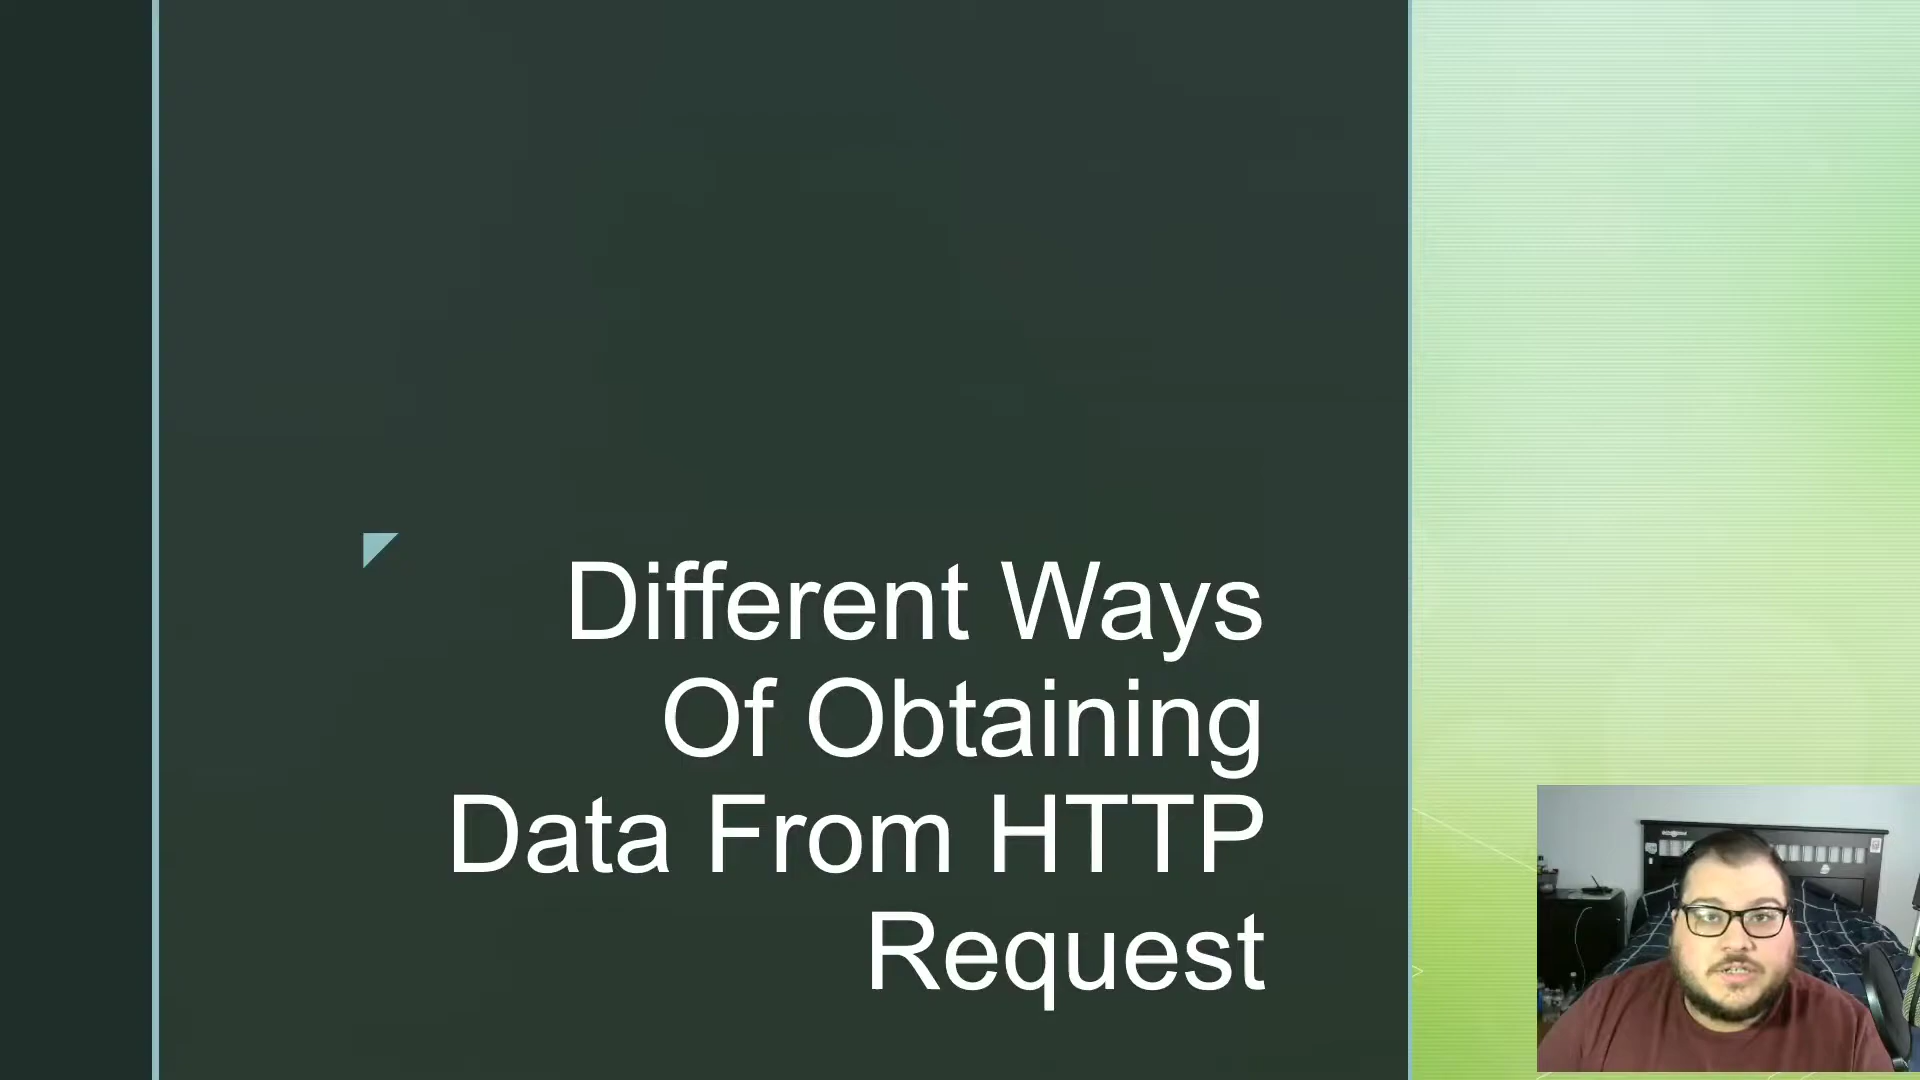 Different Ways
Of Obtaining
Data From HTTP
Request